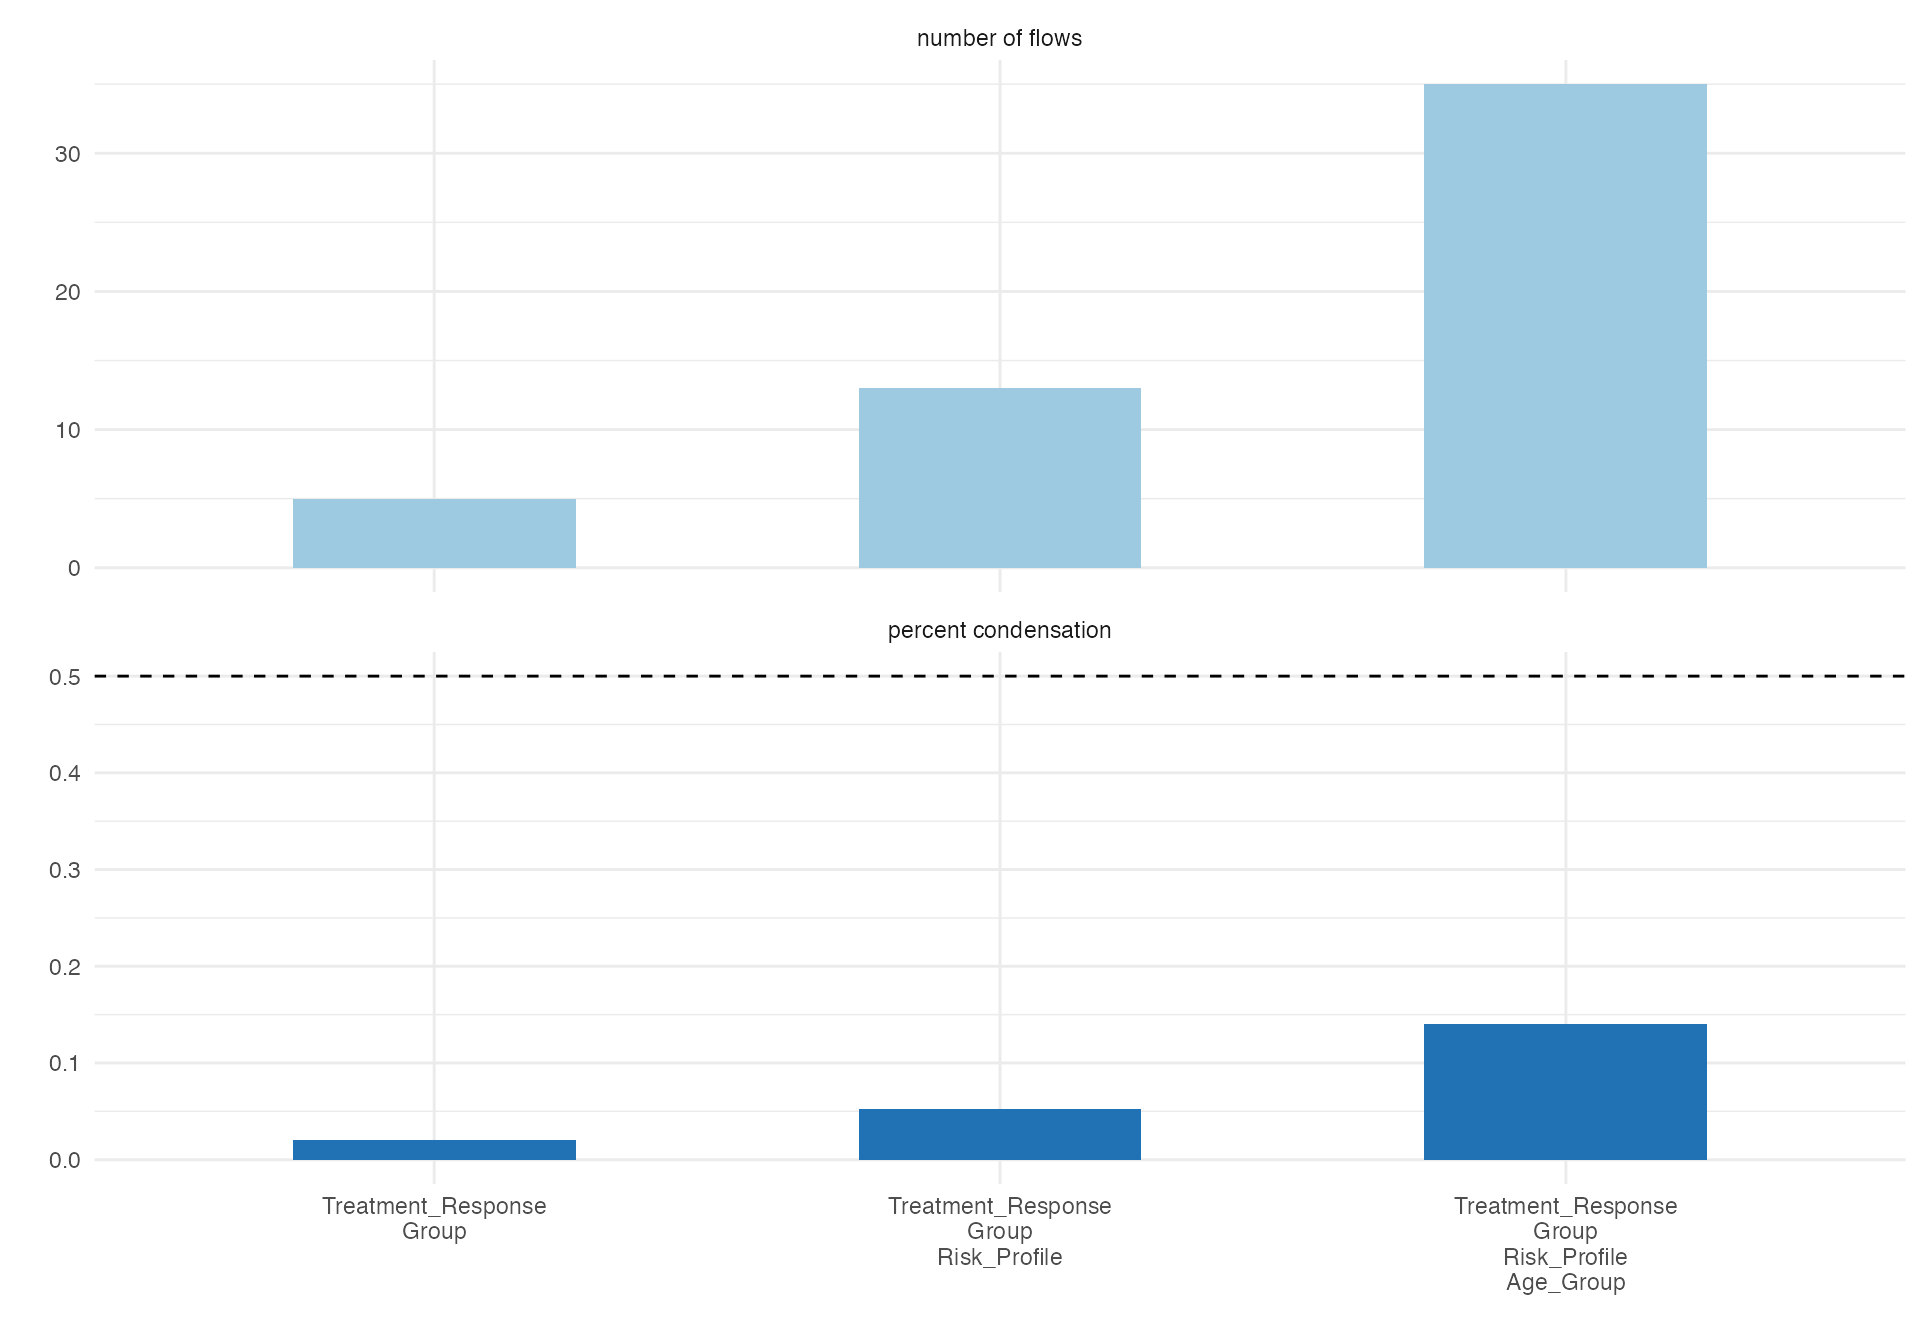 number of flows
30
20
10
0
percent condensation
0.5
0.4
0.3
0.2
0.1
0.0
Treatment_Response
Group
Treatment_Response
Group
Risk_Profile
Treatment_Response
Group
Risk_Profile
Age_Group